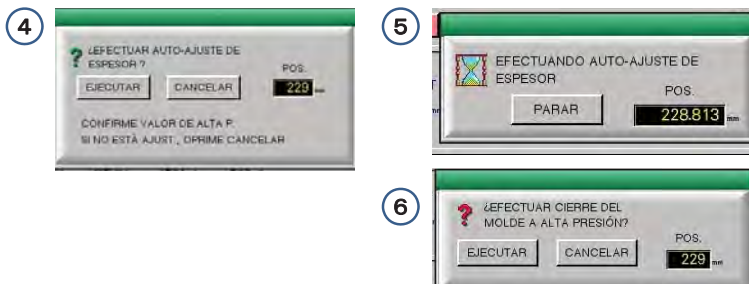 4
¿EFECTUAR AUTO-AJUSTE DE
ESPESOR ?
POS.
EJECUTAR CANCELAR 229 mm
CONFIRME VALOR DE ALTA P.
SI NO ESTÀ AJUST., OPRIME CANCELAR
5
EFECTUANDO AUTO-AJUSTE DE
ESPESOR
POS.
PARAR 228.813 mm
6
¿EFECTUAR CIERRE DEL
MOLDE A ALTA PRESIÓN?
POS.
EJECUTAR CANCELAR 229 mm